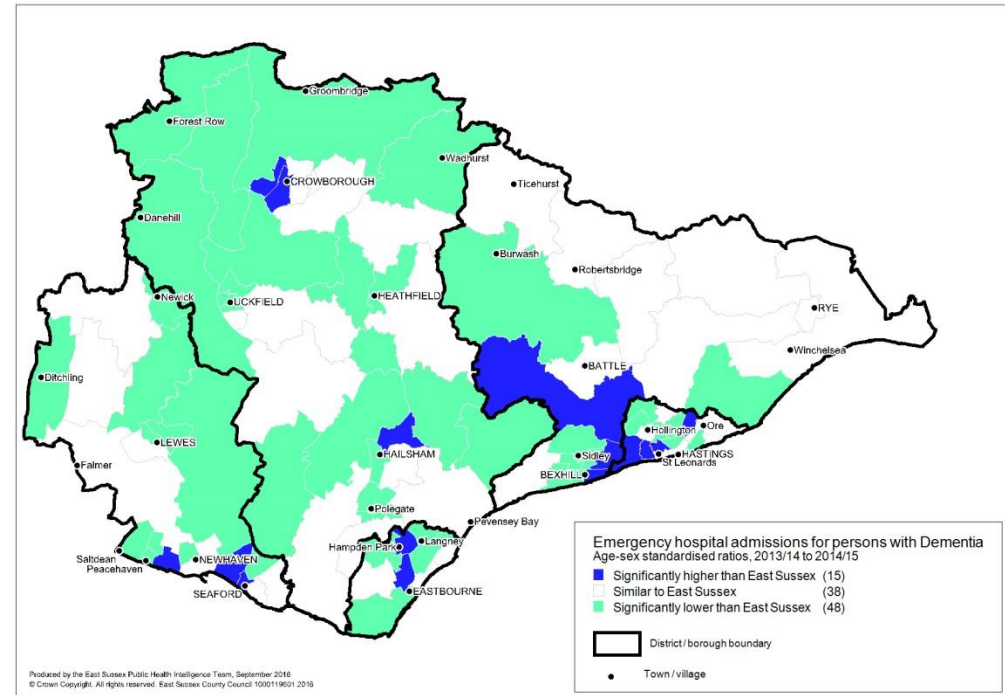 Groombridge
Forest Row
Wadhurst
CROWBOROUGH
Ticehurst
Danehill
Burwash
Robertsbridge
Newick
UCKFIELD
HEATHFIELD
RYE
Winchelsea
BATTLE
Ditchling
LEWES
Hollington
Ore
HAILSHAM
Sidley
HASTINGS
St Leonards
Falmer
BEXHILL
Polegate
Pevensey Bay
Hampden Park
Langney
Saltdean
Peacehaven
NEWHAVEN
SEAFORD
EASTBOURNE
Emergency hospital admissions for persons with Dementia
Age-sex standardised ratios, 2013/14 to 2014/15
Significantly higher than East Sussex (15)
Similar to East Sussex (38)
Significantly lower than East Sussex (48)
District / borough boundary
Town / village
Produced by the East Sussex Public Health Intelligence Team, September 2016
© Crown Copyright. All rights reserved. East Sussex County Council 1000119601 2016